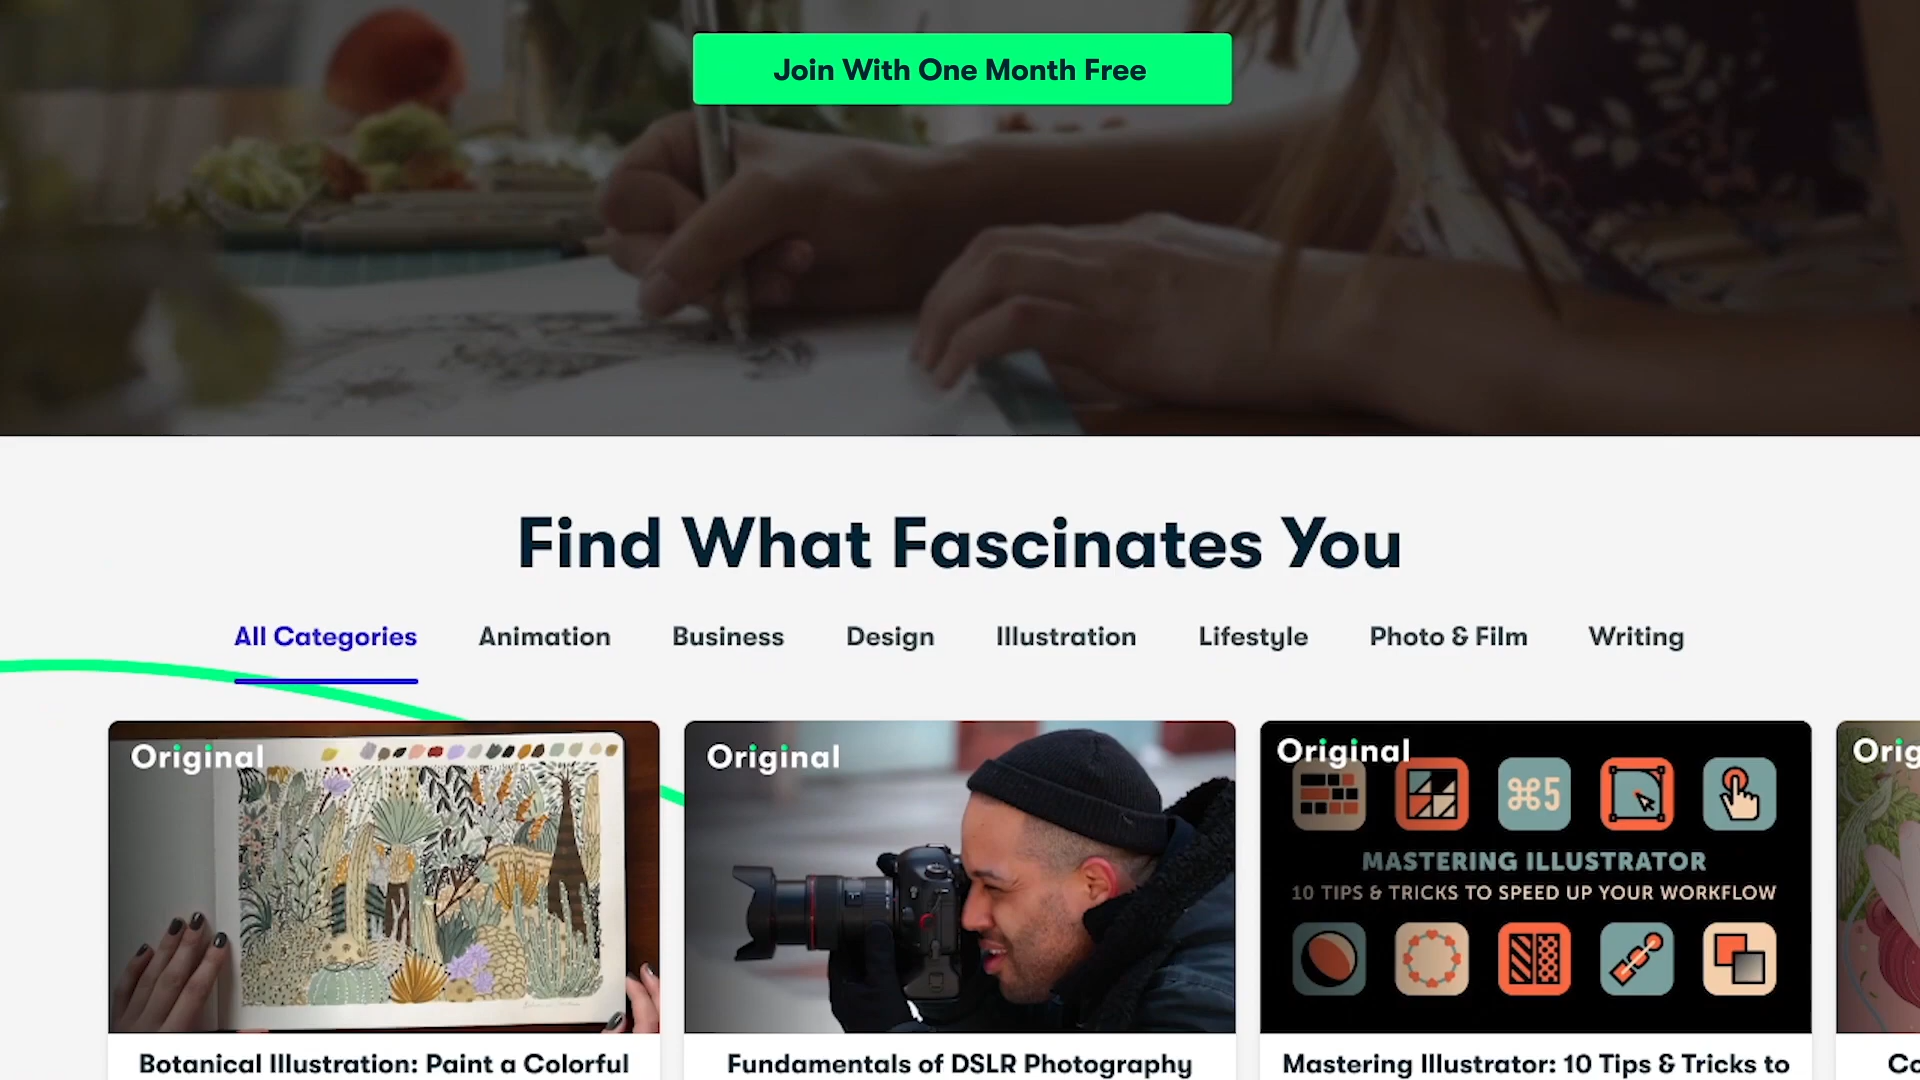 Join With One Month Free
Find What Fascinates You
All Categories
Animation
Business
Design
Illustration
Lifestyle
Photo & Film
Writing
Original
Original
Original
Orig
⌘5
MASTERING ILLUSTRATOR
10 TIPS & TRICKS TO SPEED UP YOUR WORKFLOW
Botanical Illustration: Paint a Colorful
Fundamentals of DSLR Photography
Mastering Illustrator: 10 Tips & Tricks to
Co